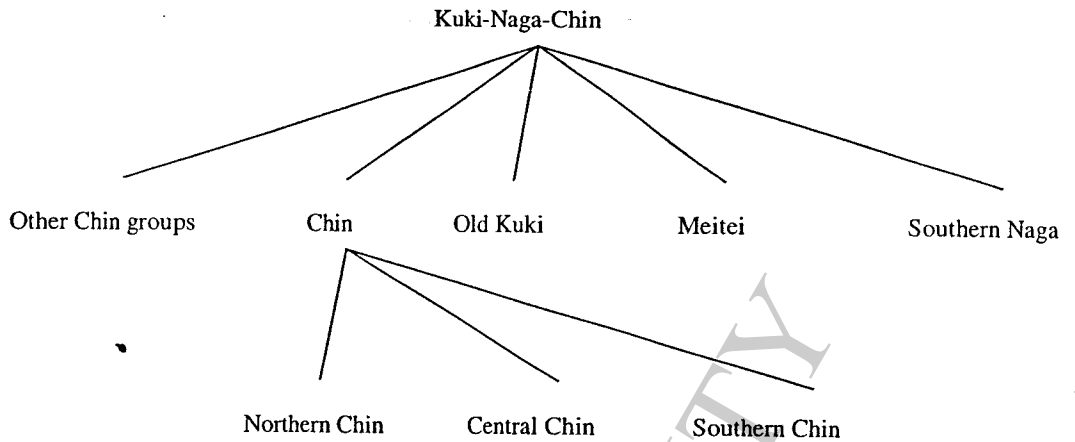 Kuki-Naga-Chin
Other Chin groups Chin Old Kuki Meitei Southern Naga
Northern Chin Central Chin Southern Chin